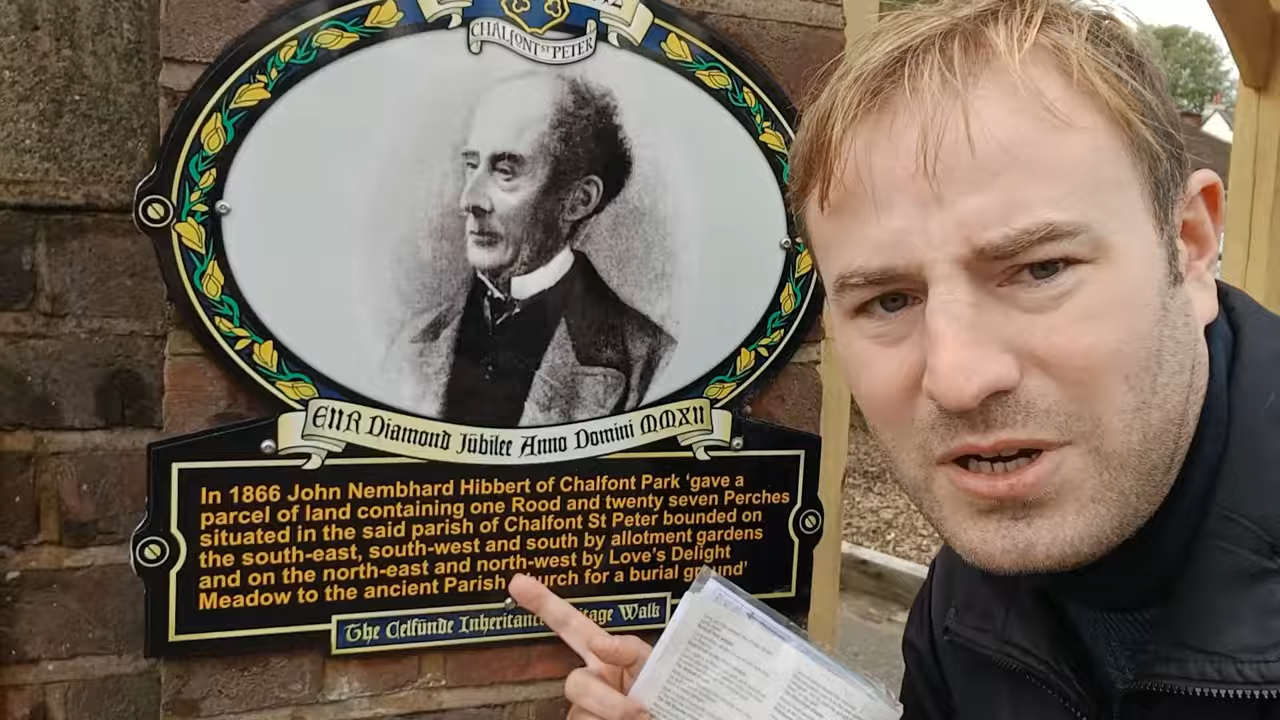 CHALFONT ST PETER
EIIR Diamond Jubilee Anno Domini MMXII
In 1866 John Nembhard Hibbert of Chalfont Park 'gave a
parcel of land containing one Rood and twenty seven Perches
situated in the said parish of Chalfont St Peter bounded on
the south-east, south-west and south by allotment gardens
and on the north-east and north-west by Love's Delight
Meadow to the ancient Parish Church for a burial ground'
The Celfünde Inheritance Heritage Walk